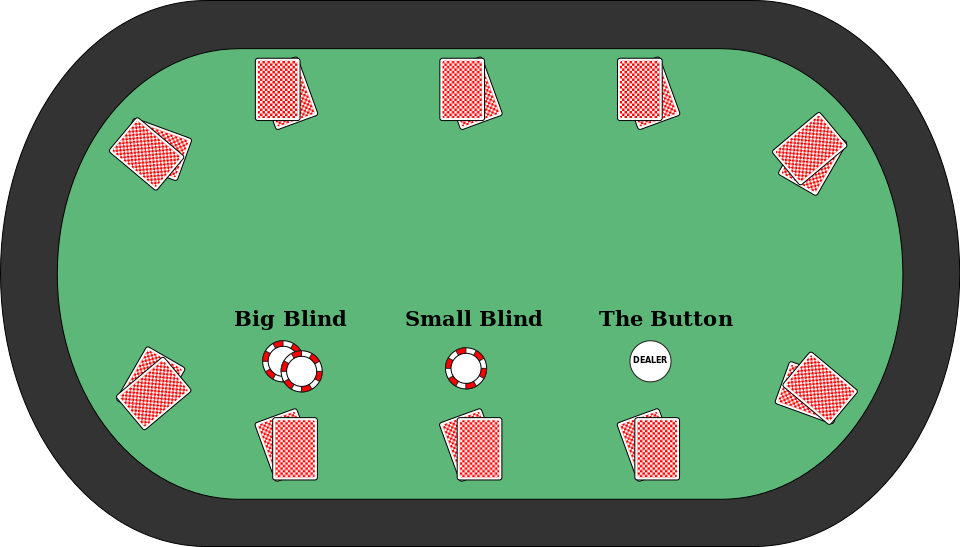 Big Blind
Small Blind
The Button
DEALER